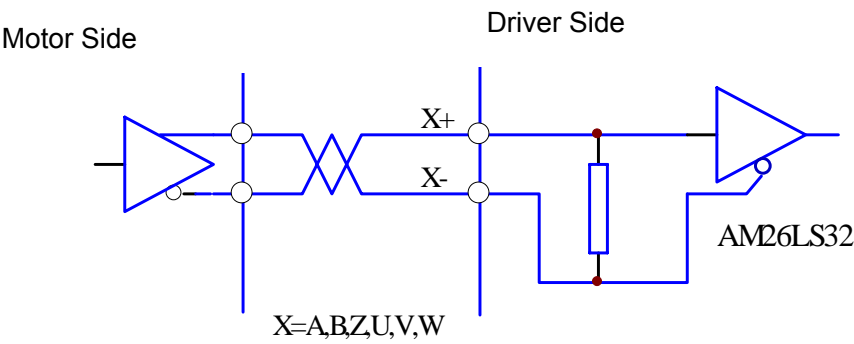 Motor Side
Driver Side
X+
X-
AM26LS32
X=A,B,Z,U,V,W